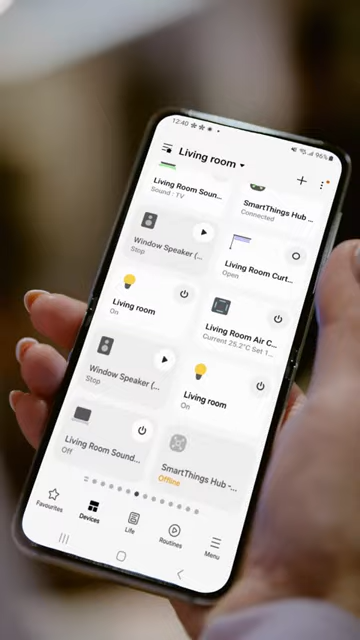 12:40
96%
Living room
Living Room Soun...
Sound · TV
SmartThings Hub ...
Connected
Window Speaker (...
Stop
Living Room Curt...
Open
Living room
On
Living Room Air C...
Current 25.2°C Set 1...
Window Speaker (...
Stop
Living room
On
Living Room Sound...
Off
SmartThings Hub -...
Offline
Favourites
Devices
Life
Routines
Menu